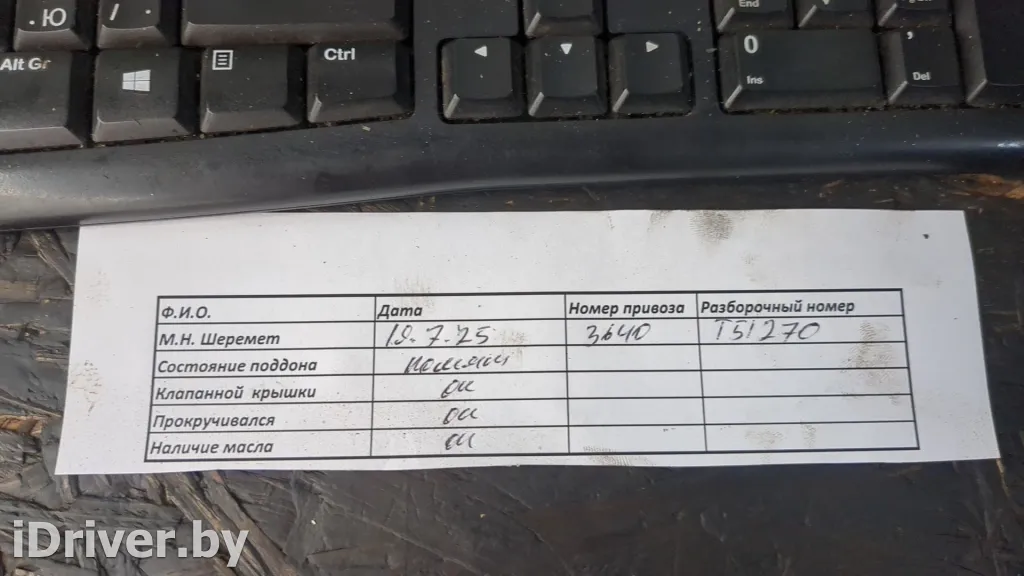 . Ю / . End
Alt Gr Ctrl 0 Ins , Del
Ф.И.О. Дата Номер привоза Разборочный номер
М.Н. Шеремет 19.7.25 3640 T51270
Состояние поддона помятый
Клапанной крышки ок
Прокручивался ок
Наличие масла ок
iDriver.by